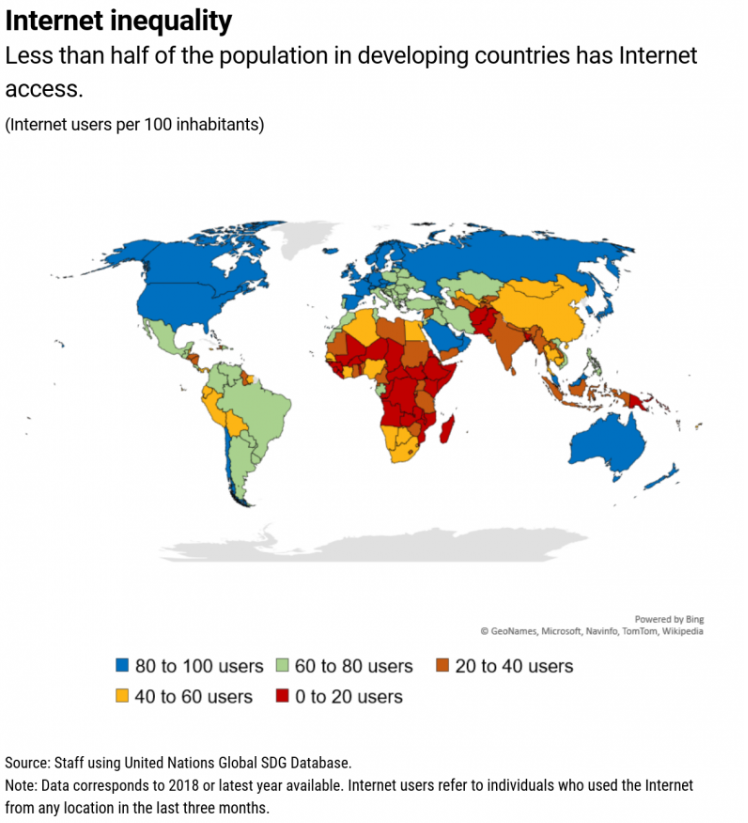 Internet inequality
Less than half of the population in developing countries has Internet
access.
(Internet users per 100 inhabitants)
Powered by Bing
© GeoNames, Microsoft, Navinfo, TomTom, Wikipedia
80 to 100 users 60 to 80 users 20 to 40 users
40 to 60 users 0 to 20 users
Source: Staff using United Nations Global SDG Database.
Note: Data corresponds to 2018 or latest year available. Internet users refer to individuals who used the Internet
from any location in the last three months.